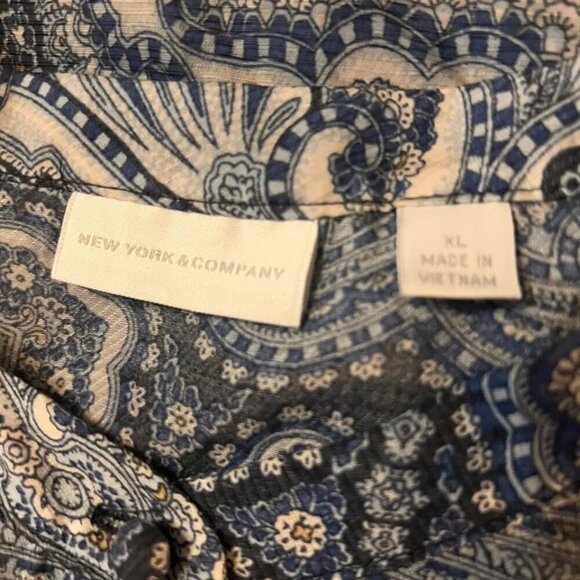 NEW YORK & COMPANY
XL
MADE IN
VIETNAM